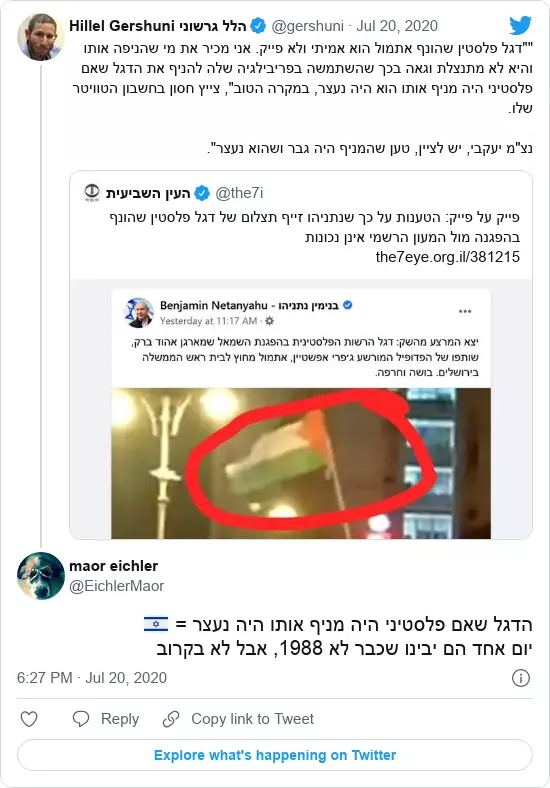 Hillel Gershuni הלל גרשוני @gershuni · Jul 20, 2020
""דגל פלסטין שהונף אתמול הוא אמיתי ולא פייק. אני מכיר את מי שהניפה אותו
והיא לא מתנצלת וגאה בכך שהשתמשה בפריבילגיה שלה להניף את הדגל שאם
פלסטיני היה מניף אותו הוא היה נעצר, במקרה הטוב", צייץ חסון בחשבון הטוויטר
שלו.
נצ"מ יעקבי, יש לציין, טען שהמניף היה גבר ושהוא נעצר".
העין השביעית @the7i
פייק על פייק: הטענות על כך שנתניהו זייף תצלום של דגל פלסטין שהונף
בהפגנה מול המעון הרשמי אינן נכונות
the7eye.org.il/381215
Benjamin Netanyahu - בנימין נתניהו
Yesterday at 11:17 AM ·
יצא המרצע מהשק: דגל הרשות הפלסטינית בהפגנת השמאל שמארגן אהוד ברק,
שותפו של הפדופיל המורשע ג'פרי אפשטיין, אתמול מחוץ לבית ראש הממשלה
בירושלים. בושה וחרפה.
maor eichler
@EichlerMaor
הדגל שאם פלסטיני היה מניף אותו היה נעצר = 🇮🇱
יום אחד הם יבינו שכבר לא 1988, אבל לא בקרוב
6:27 PM · Jul 20, 2020
Reply
Copy link to Tweet
Explore what's happening on Twitter